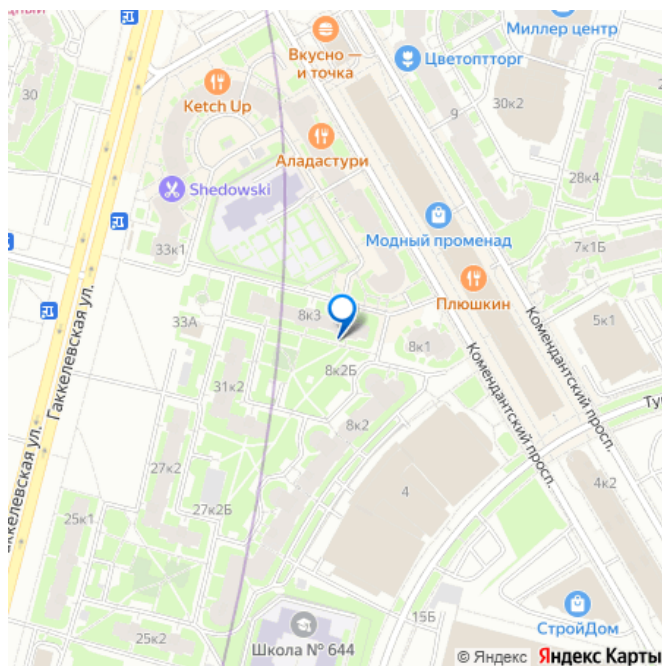 Миллер центр
Вкусно —
и точка
Цветоптторг
30
Ketch Up
9
30к2
Аладастури
28к4
Shedowski
Модный променад
7к1Б
33к1
Плюшкин
8к3
33А
8к1
5к1
Гаккелевская ул.
Комендантский просп.
Комендантский просп.
8к2Б
31к2
8к2
27к2
4
4к2
25к1
27к2Б
15Б
СтройДом
25к2
Школа № 644
© Яндекс Яндекс Карты